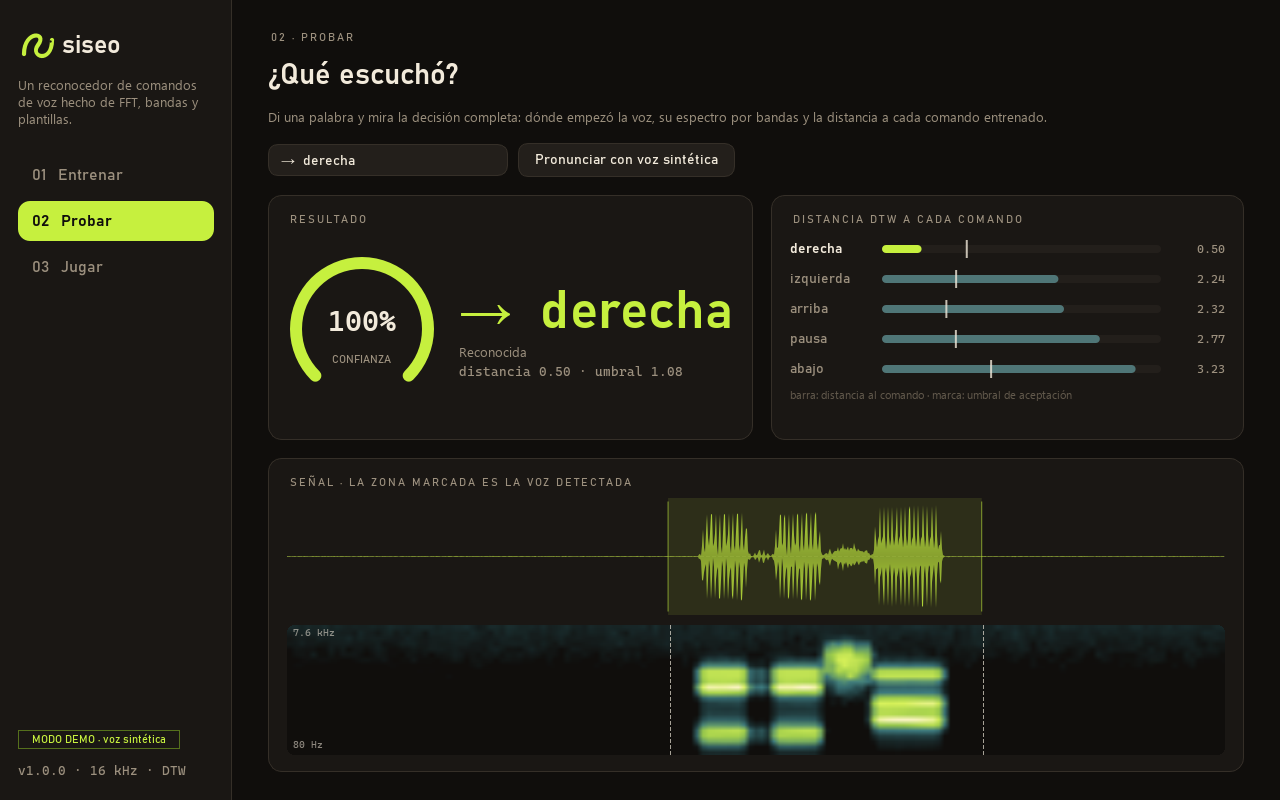 siseo
Un reconocedor de comandos
de voz hecho de FFT, bandas y
plantillas.
01 Entrenar
02 Probar
03 Jugar
MODO DEMO · voz sintética
v1.0.0 · 16 kHz · DTW
02 · PROBAR
¿Qué escuchó?
Di una palabra y mira la decisión completa: dónde empezó la voz, su espectro por bandas y la distancia a cada comando entrenado.
→ derecha
Pronunciar con voz sintética
RESULTADO
100%
CONFIANZA
→ derecha
Reconocida
distancia 0.50 · umbral 1.08
DISTANCIA DTW A CADA COMANDO
derecha 0.50
izquierda 2.24
arriba 2.32
pausa 2.77
abajo 3.23
barra: distancia al comando · marca: umbral de aceptación
SEÑAL · LA ZONA MARCADA ES LA VOZ DETECTADA
7.6 kHz
80 Hz